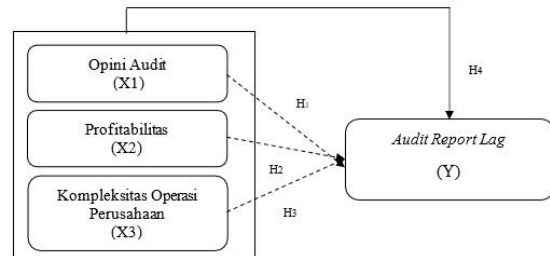 Opini Audit
(X1)
Profitabilitas
(X2)
Kompleksitas Operasi
Perusahaan
(X3)
H1
H2
H3
H4
Audit Report Lag
(Y)